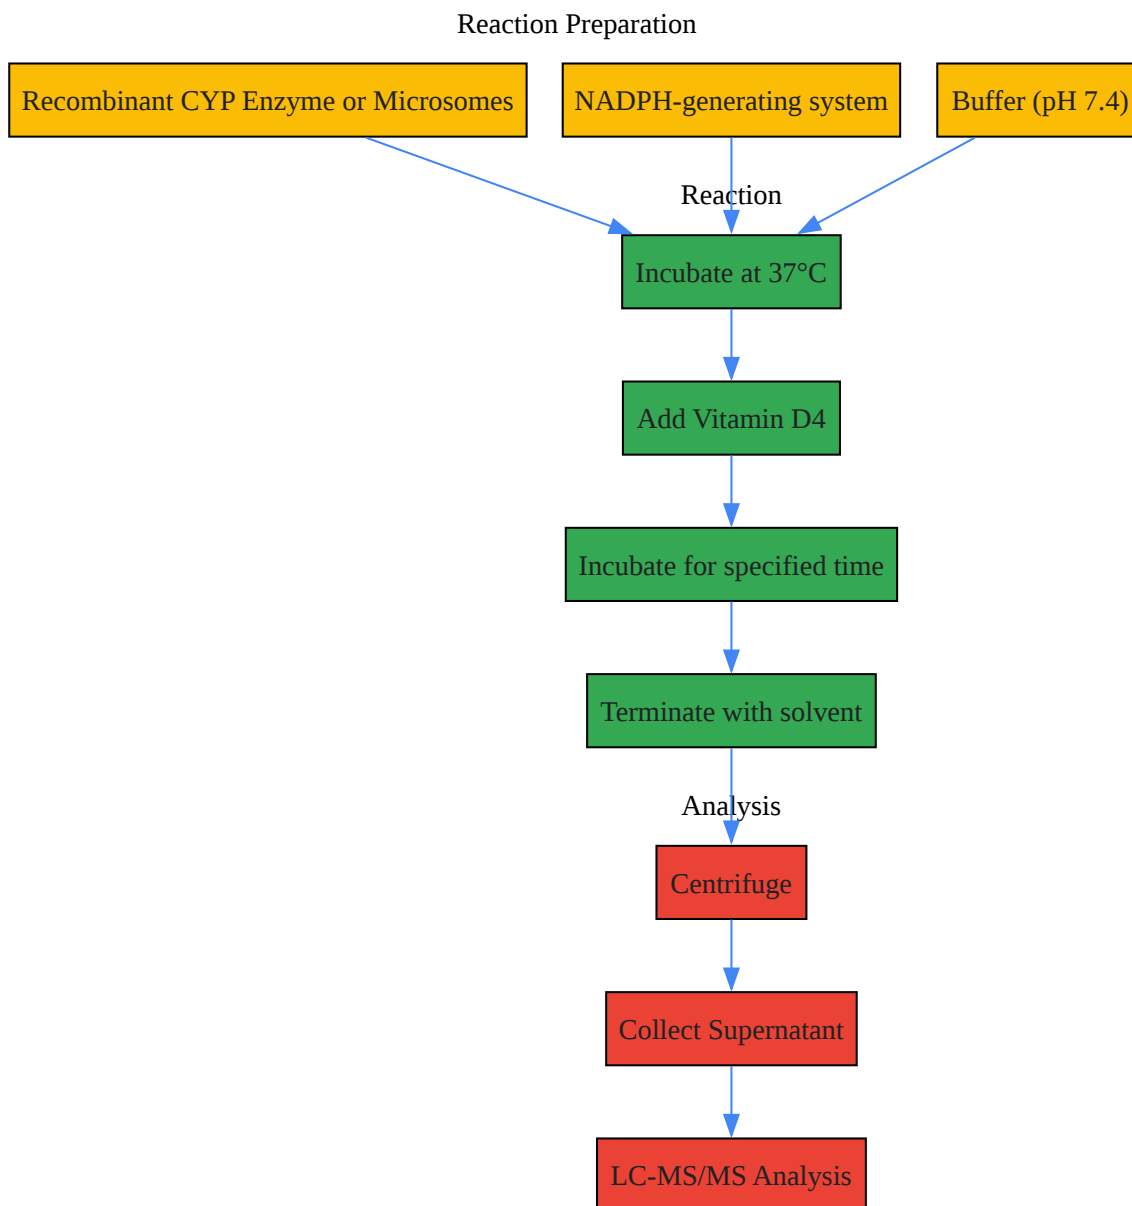 Reaction Preparation
Recombinant CYP Enzyme or Microsomes
NADPH-generating system
Buffer (pH 7.4)
Reaction
Incubate at 37°C
Add Vitamin D4
Incubate for specified time
Terminate with solvent
Analysis
Centrifuge
Collect Supernatant
LC-MS/MS Analysis